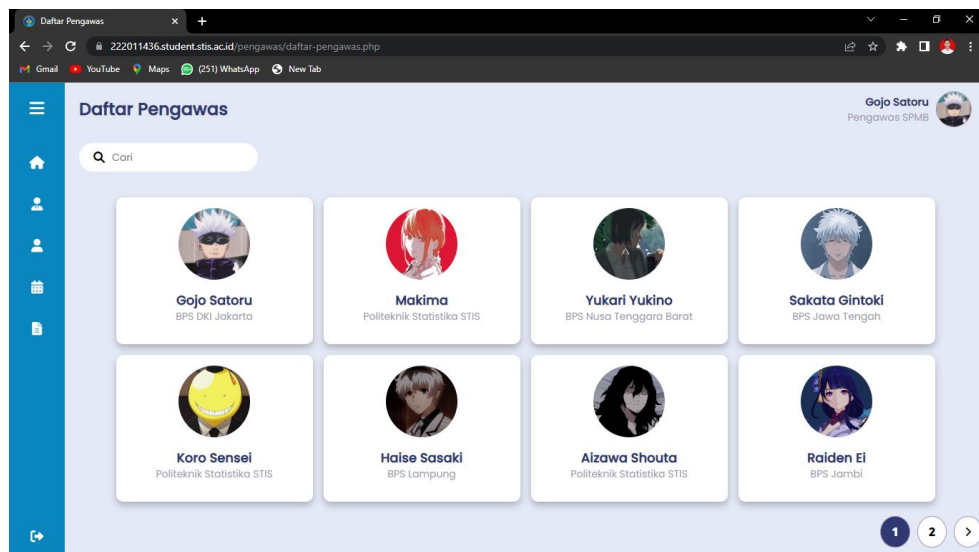 Daftar Pengawas
222011436.student.stis.ac.id/pengawas/daftar-pengawas.php
Gmail YouTube Maps (251) WhatsApp New Tab
Daftar Pengawas
Gojo Satoru
Pengawas SPMB
Cari
Gojo Satoru
BPS DKI Jakarta
Makima
Politeknik Statistika STIS
Yukari Yukino
BPS Nusa Tenggara Barat
Sakata Gintoki
BPS Jawa Tengah
Koro Sensei
Politeknik Statistika STIS
Haise Sasaki
BPS Lampung
Aizawa Shouta
Politeknik Statistika STIS
Raiden Ei
BPS Jambi
1 2 >